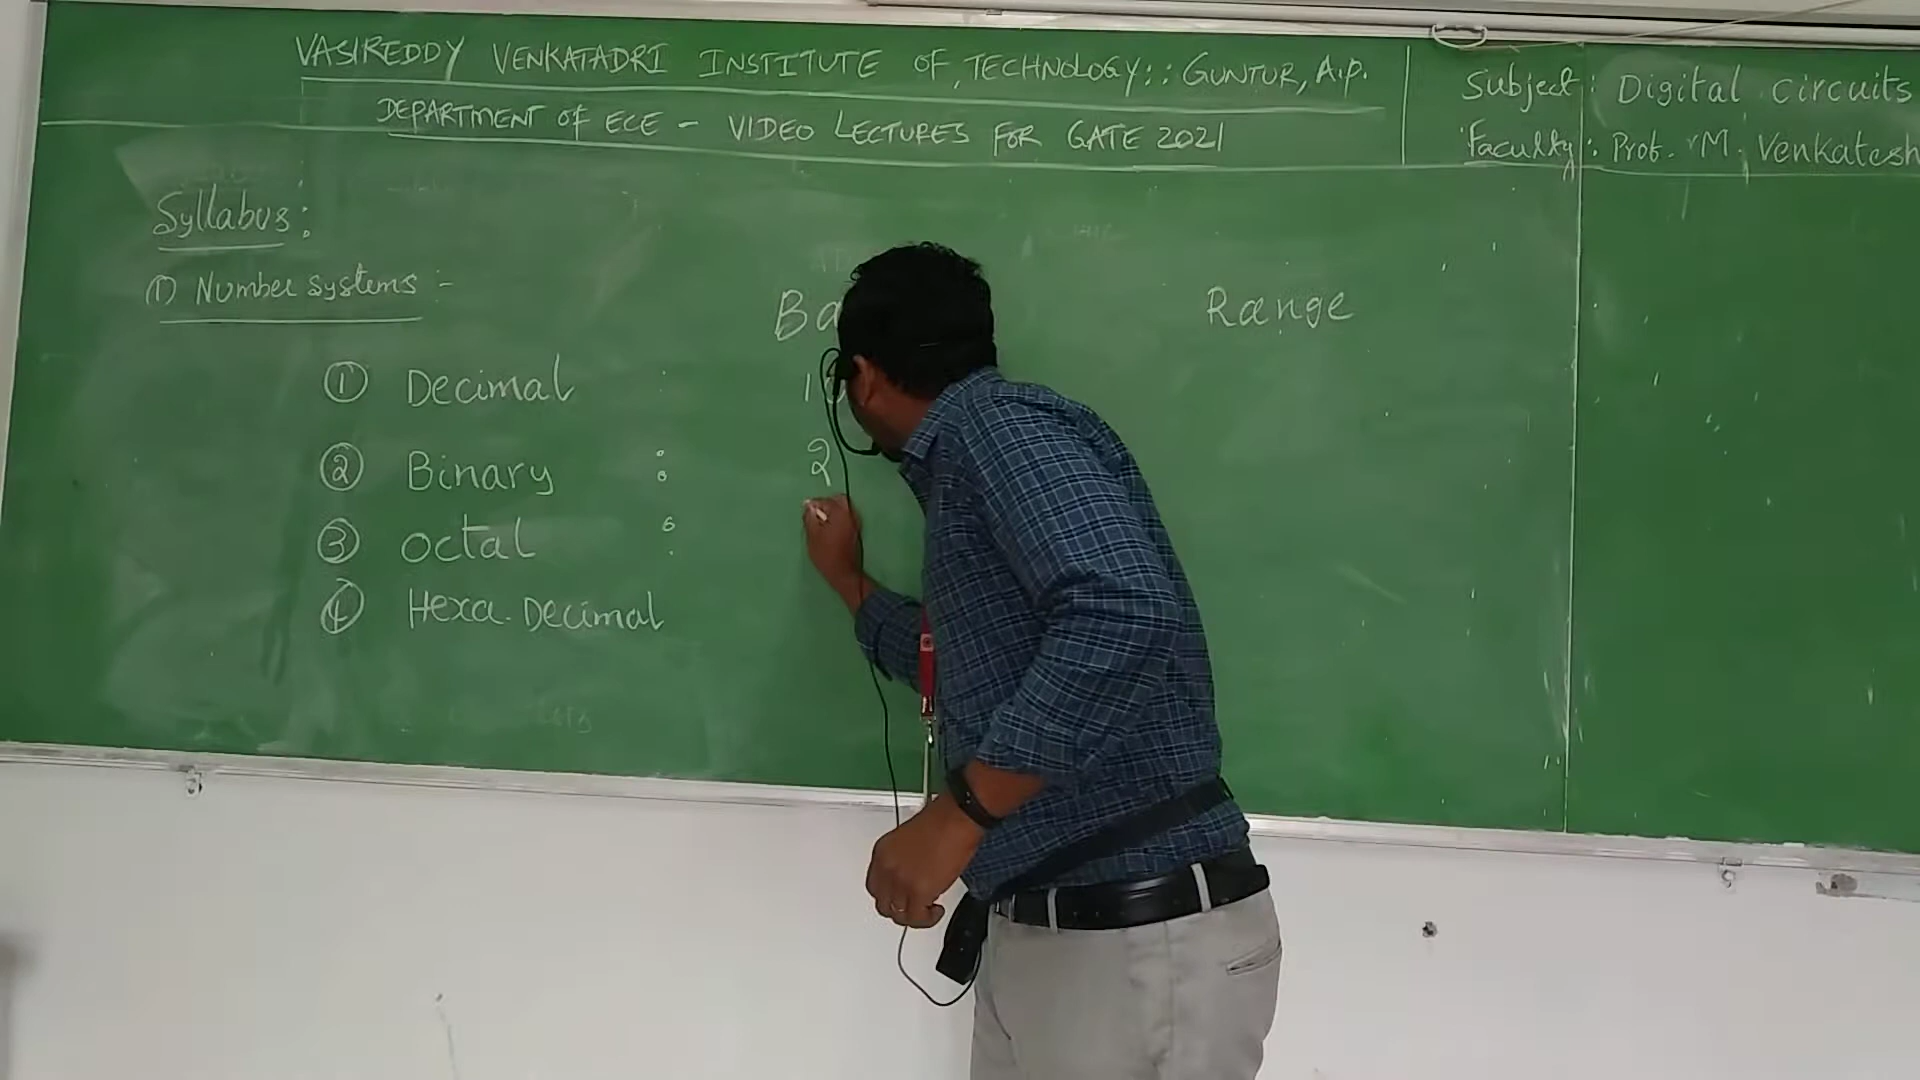 VASIREDDY VENKATADRI INSTITUTE OF TECHNOLOGY:: GUNTUR, A.P.
DEPARTMENT OF ECE - VIDEO LECTURES FOR GATE 2021
Subject : Digital circuits
Faculty : Prof. M. Venkatesh
Syllabus:
① Number systems :-
Range
① Decimal : 10
② Binary : 2
③ Octal :
④ Hexa-Decimal